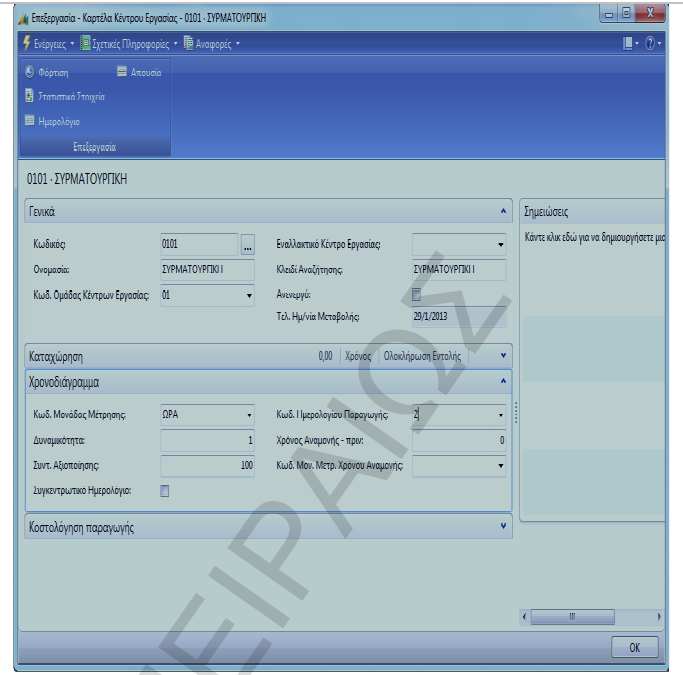 Επεξεργασία - Καρτέλα Κέντρου Εργασίας - 0101 · ΣΥΡΜΑΤΟΥΡΓΙΚΗ
Ενέργειες Σχετικές Πληροφορίες Αναφορές
Φόρτιση Απουσία
Στατιστικά Στοιχεία
Ημερολόγιο
Επεξεργασία
0101 · ΣΥΡΜΑΤΟΥΡΓΙΚΗ
Γενικά Σημειώσεις
Κωδικός: 0101 ... Εναλλακτικό Κέντρο Εργασίας: Κάντε κλικ εδώ για να δημιουργήσετε μια
Ονομασία: ΣΥΡΜΑΤΟΥΡΓΙΚΗ Κλειδί Αναζήτησης: ΣΥΡΜΑΤΟΥΡΓΙΚΗ
Κωδ. Ομάδας Κέντρων Εργασίας: 01 Ανενεργό:
Τελ. Ημ/νία Μεταβολής: 29/1/2013
Καταχώρηση 0,00 Χρόνος Ολοκλήρωση Εντολής
Χρονοδιάγραμμα
Κωδ. Μονάδας Μέτρησης: ΩΡΑ Κωδ. Ημερολογίου Παραγωγής: 2
Δυναμικότητα: 1 Χρόνος Αναμονής - πριν: 0
Συντ. Αξιοποίησης: 100 Κωδ. Μον. Μετρ. Χρόνου Αναμονής:
Συγκεντρωτικό Ημερολόγιο:
Κοστολόγηση παραγωγής
OK
ΠΕΙΡΑΙΩΣ